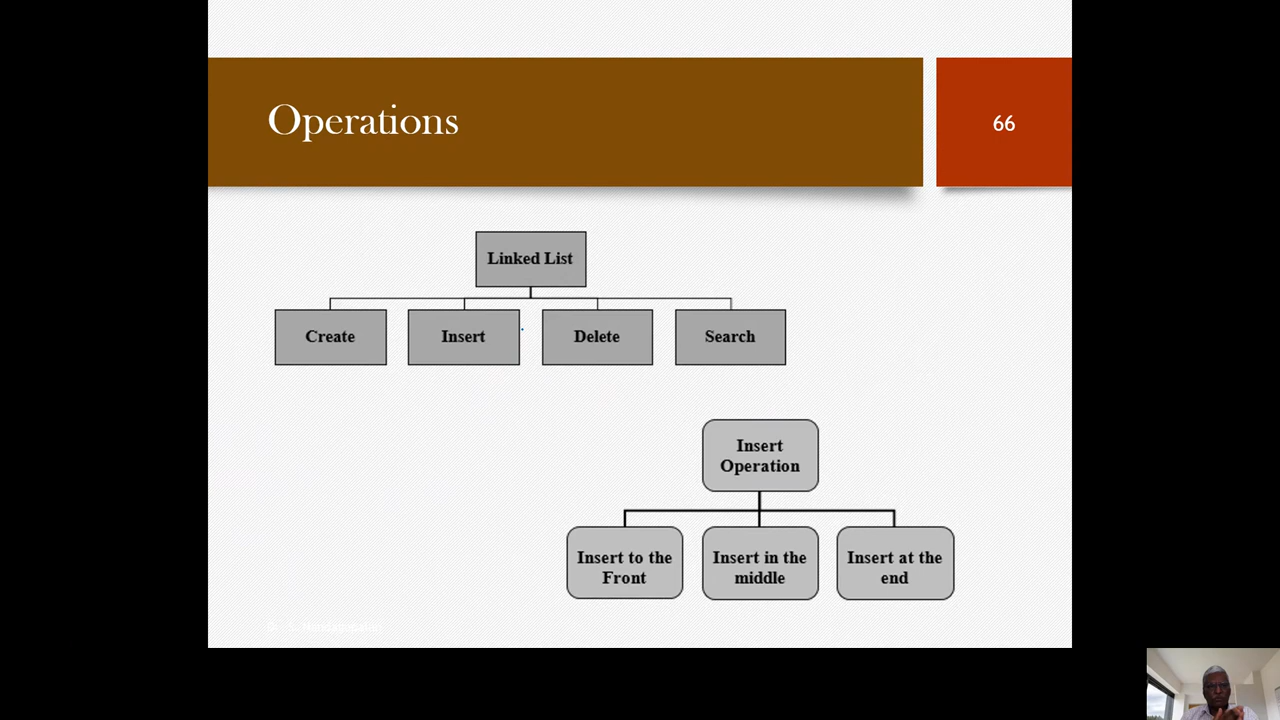 Operations
66
Linked List
Create
Insert
Delete
Search
Insert
Operation
Insert to the
Front
Insert in the
middle
Insert at the
end